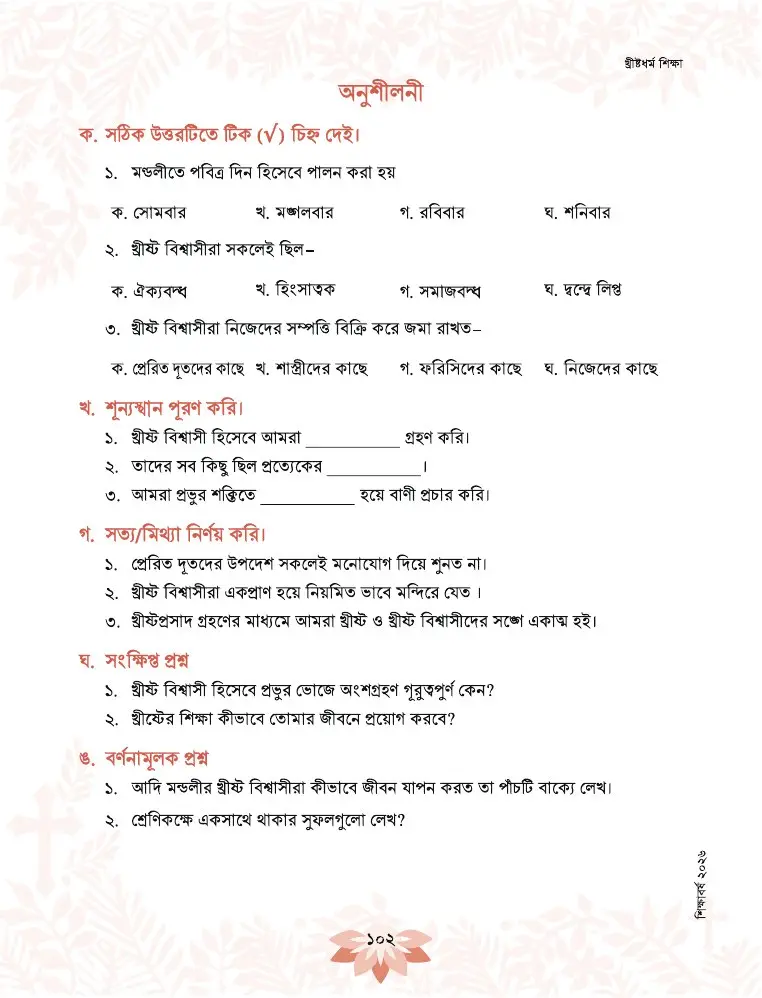 খ্রীষ্টধর্ম শিক্ষা
অনুশীলনী
ক. সঠিক উত্তরটিতে টিক (√) চিহ্ন দেই।
১. মণ্ডলীতে পবিত্র দিন হিসেবে পালন করা হয়
ক. সোমবার খ. মঙ্গলবার গ. রবিবার ঘ. শনিবার
২. খ্রীষ্ট বিশ্বাসীরা সকলেই ছিল–
ক. ঐক্যবদ্ধ খ. হিংসাত্বক গ. সমাজবদ্ধ ঘ. দ্বন্দ্বে লিপ্ত
৩. খ্রীষ্ট বিশ্বাসীরা নিজেদের সম্পত্তি বিক্রি করে জমা রাখত–
ক. প্রেরিত দূতদের কাছে খ. শাস্ত্রীদের কাছে গ. ফরিসিদের কাছে ঘ. নিজেদের কাছে
খ. শূন্যস্থান পূরণ করি।
১. খ্রীষ্ট বিশ্বাসী হিসেবে আমরা ___________ গ্রহণ করি।
২. তাদের সব কিছু ছিল প্রত্যেকের ___________।
৩. আমরা প্রভুর শক্তিতে ___________ হয়ে বাণী প্রচার করি।
গ. সত্য/মিথ্যা নির্ণয় করি।
১. প্রেরিত দূতদের উপদেশ সকলেই মনোযোগ দিয়ে শুনত না।
২. খ্রীষ্ট বিশ্বাসীরা একপ্রাণ হয়ে নিয়মিত ভাবে মন্দিরে যেত ।
৩. খ্রীষ্টপ্রসাদ গ্রহণের মাধ্যমে আমরা খ্রীষ্ট ও খ্রীষ্ট বিশ্বাসীদের সঙ্গে একাত্ম হই।
ঘ. সংক্ষিপ্ত প্রশ্ন
১. খ্রীষ্ট বিশ্বাসী হিসেবে প্রভুর ভোজে অংশগ্রহণ গূরুত্বপুর্ণ কেন?
২. খ্রীষ্টের শিক্ষা কীভাবে তোমার জীবনে প্রয়োগ করবে?
ঙ. বর্ণনামূলক প্রশ্ন
১. আদি মন্ডলীর খ্রীষ্ট বিশ্বাসীরা কীভাবে জীবন যাপন করত তা পাঁচটি বাক্যে লেখ।
২. শ্রেণিকক্ষে একসাথে থাকার সুফলগুলো লেখ?
শিক্ষাবর্ষ ২০২৬
১০২